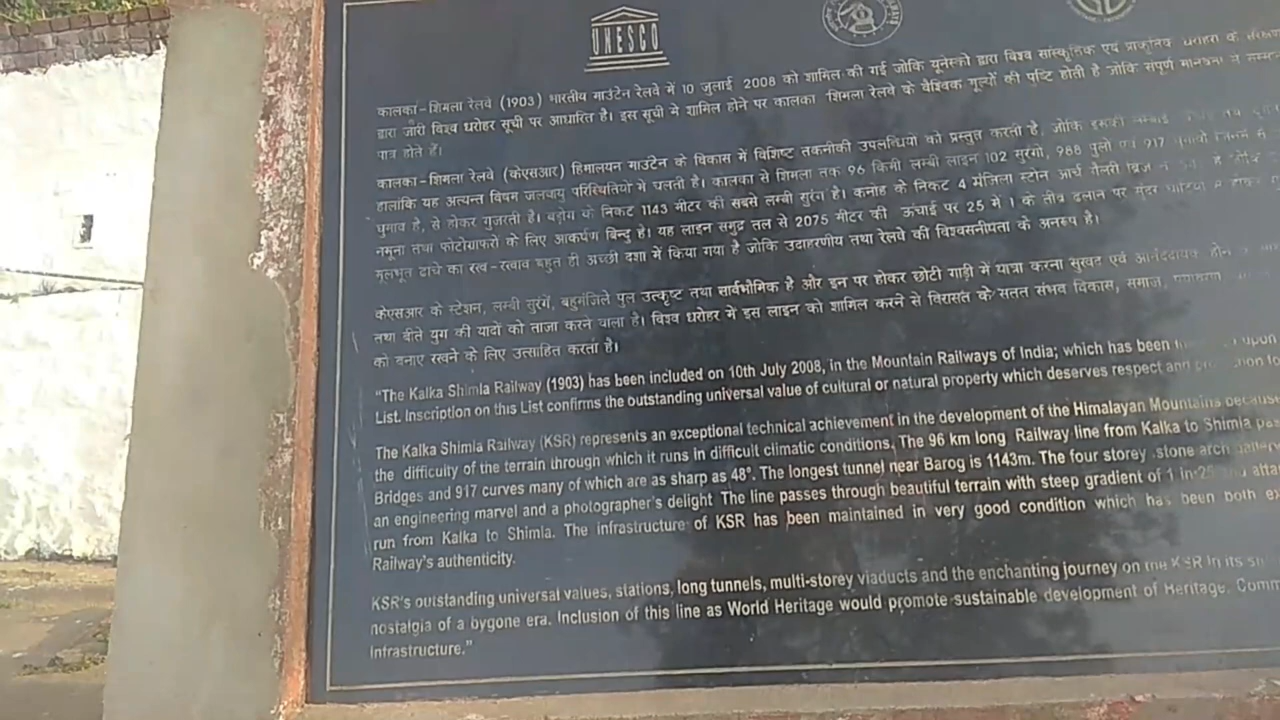 UNESCO
कालका-शिमला रेलवे (1903) भारतीय माउंटेन रेलवे में 10 जुलाई 2008 को शामिल की गई जोकि यूनेस्को द्वारा विश्व सांस्कृतिक एवं प्राकृतिक धरोहरों के
द्वारा जारी विश्व धरोहर सूची पर आधारित है। इस सूची मे शामिल होने पर कालका शिमला रेलवे के वैश्विक मूल्यों की पुष्टि होती है जोकि संपूर्ण
पात्र होते हैं।
कालका-शिमला रेलवे (केएसआर) हिमालयन माउंटेन के विकास में विशिष्ट तकनीकी उपलब्धियों को प्रस्तुत करती है, जोकि इसकी
हालांकि यह अत्यन्त विषम जलवायु परिस्थितियों में चलती है। कालका से शिमला तक 96 किमी लम्बी लाइन 102 सुरंगो, 988 पुलों एवं 917
घुमाव है, से होकर गुजरती है। बड़ोग के निकट 1143 मीटर की सबसे लम्बी सुरंग है। कनोह के निकट 4 मंजिला स्टोन आर्च गैलरी ब्रिज
नमूना तथा फोटोग्राफरों के लिए आकर्षण बिन्दु है। यह लाइन समुद्र तल से 2075 मीटर की ऊंचाई पर 25 में 1 के तीव्र ढलान पर सुंदर
मूलभूत ढांचे का रख-रखाव बहुत ही अच्छी दशा में किया गया है जोकि उदाहरणीय तथा रेलवे की विश्वसनीयता के अनरूप है।
केएसआर के स्टेशन, लम्बी सुरंगें, बहुमंजिले पुल उत्कृष्ट तथा सार्वभौमिक है और इन पर होकर छोटी गाड़ी में यात्रा करना सुखद एवं आनंददायक
तथा बीते युग की यादों को ताजा करने वाला है। विश्व धरोहर में इस लाइन को शामिल करने से विरासत के सतत संभव विकास, समाज,
को बनाए रखने के लिए उत्साहित करता है।
“The Kalka Shimla Railway (1903) has been included on 10th July 2008, in the Mountain Railways of India; which has been upon
List. Inscription on this List confirms the outstanding universal value of cultural or natural property which deserves respect and
The Kalka Shimla Railway (KSR) represents an exceptional technical achievement in the development of the Himalayan Mountains because
the difficulty of the terrain through which it runs in difficult climatic conditions. The 96 km long Railway line from Kalka to Shimla
Bridges and 917 curves many of which are as sharp as 48°. The longest tunnel near Barog is 1143m. The four storey stone arch
an engineering marvel and a photographer's delight The line passes through beautiful terrain with steep gradient of 1 in 25
run from Kalka to Shimla. The infrastructure of KSR has been maintained in very good condition which has been both
Railway's authenticity.
KSR's outstanding universal values, stations, long tunnels, multi-storey viaducts and the enchanting journey on the KSR in its
nostalgia of a bygone era. Inclusion of this line as World Heritage would promote sustainable development of Heritage,
Infrastructure.”